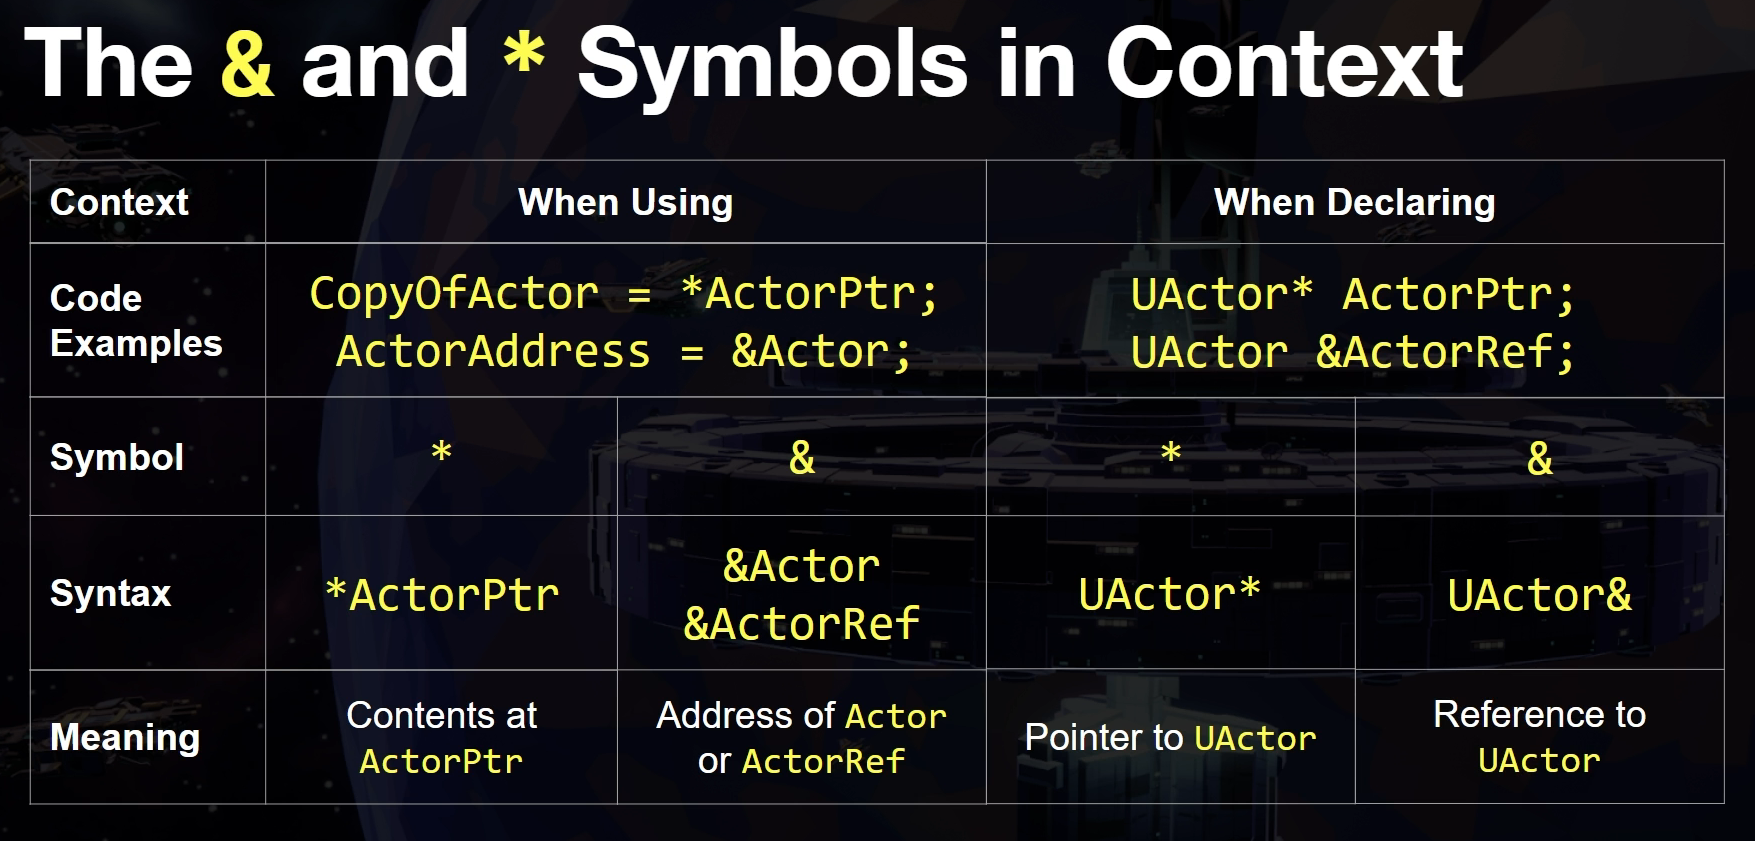 The & and * Symbols in Context
Context
When Using
When Declaring
Code
Examples
CopyOfActor = *ActorPtr;
ActorAddress = &Actor;
UActor* ActorPtr;
UActor &ActorRef;
Symbol
*
&
*
&
Syntax
*ActorPtr
&Actor
&ActorRef
UActor*
UActor&
Meaning
Contents at
ActorPtr
Address of Actor
or ActorRef
Pointer to UActor
Reference to
UActor